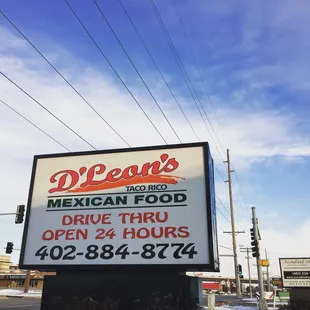 D'Leon's
TACO RICO
MEXICAN FOOD
DRIVE THRU
OPEN 24 HOURS
402-884-8774